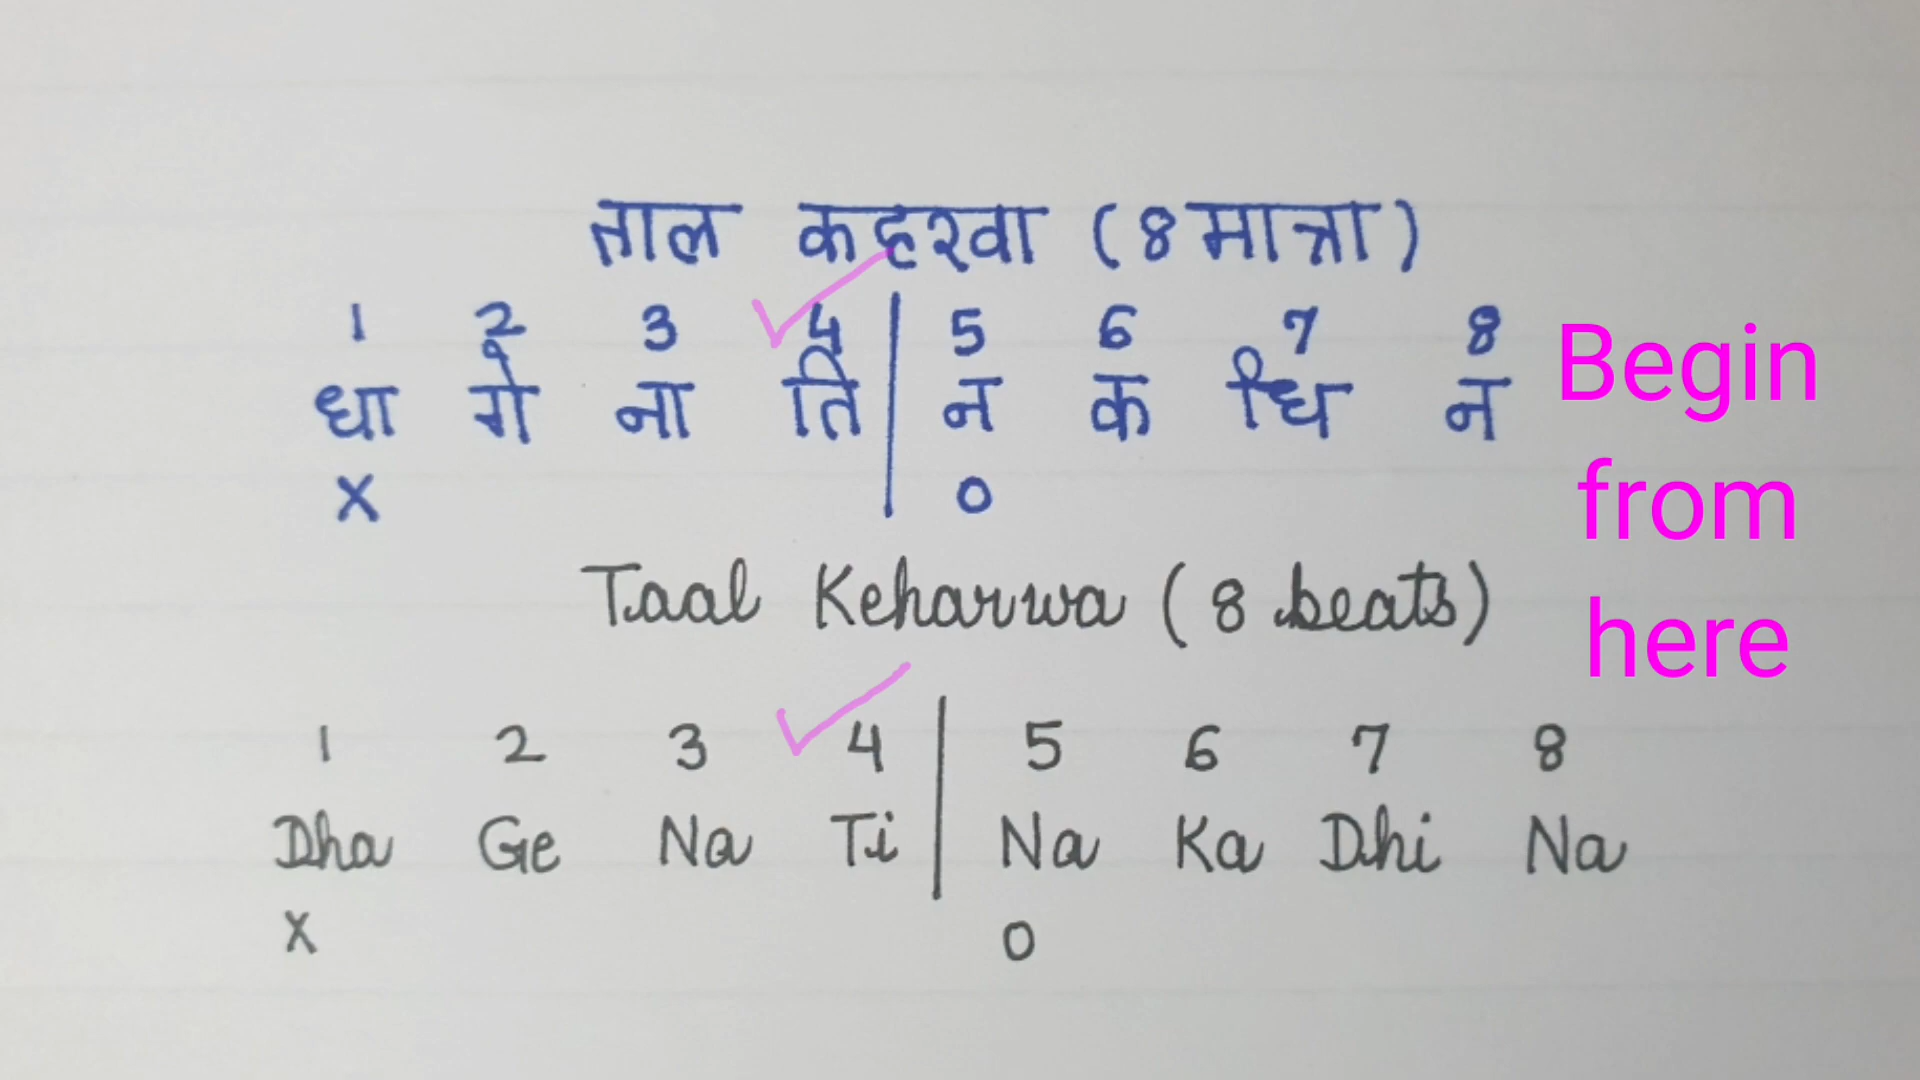 ताल कहरवा (8 मात्रा)
1 2 3 4 | 5 6 7 8
धा गे ना ति | न क धि न
X 0
Taal Keharwa (8 beats)
1 2 3 4 | 5 6 7 8
Dha Ge Na Ti | Na Ka Dhi Na
X 0
Begin
from
here